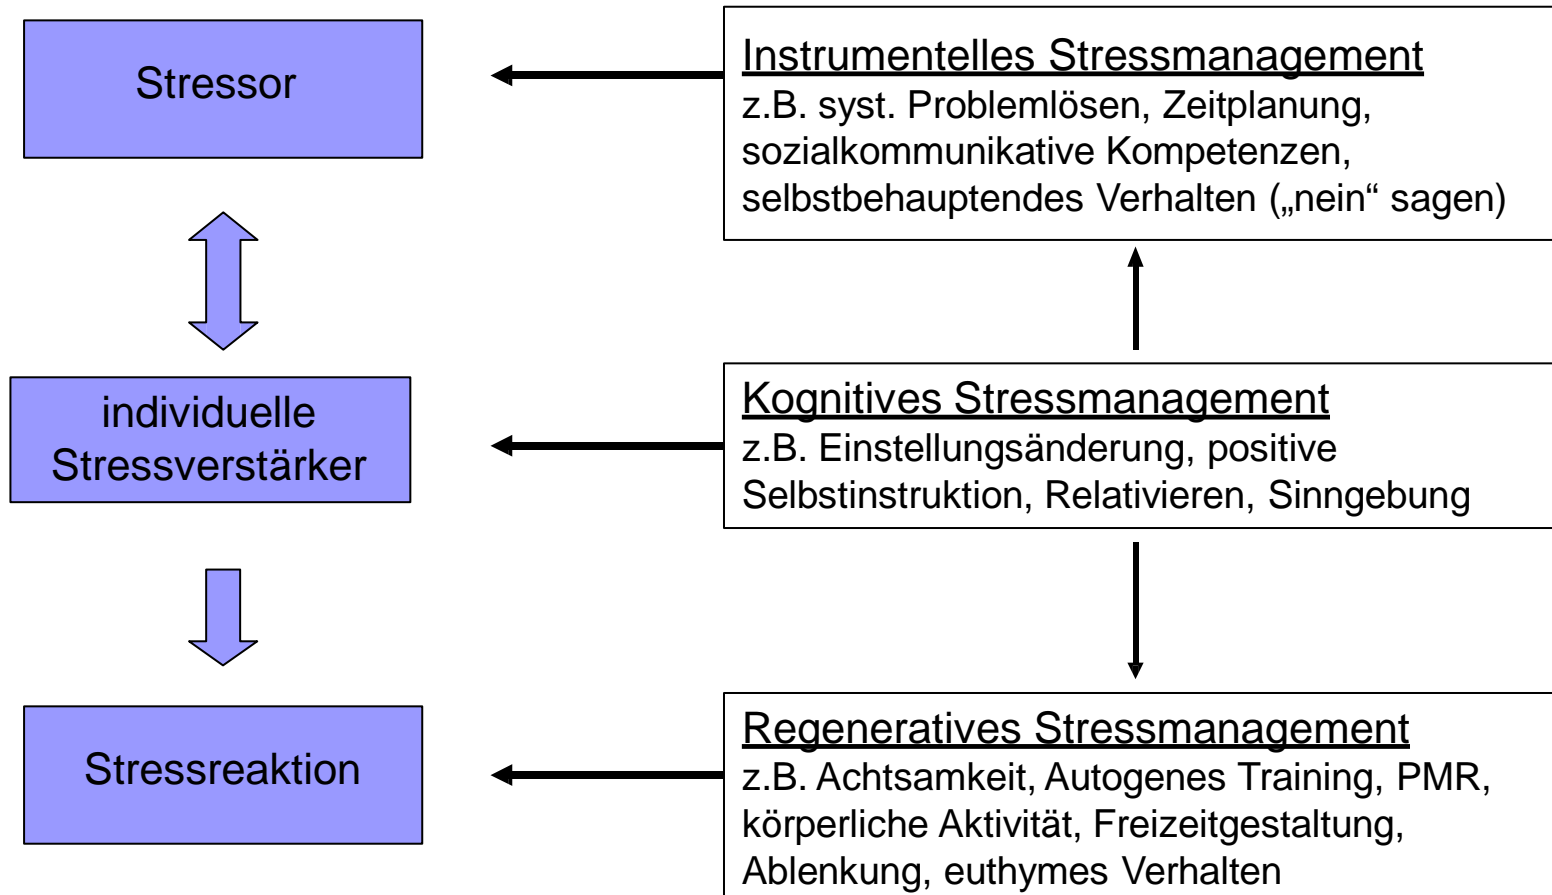 Stressor
Instrumentelles Stressmanagement
z.B. syst. Problemlösen, Zeitplanung,
sozialkommunikative Kompetenzen,
selbstbehauptendes Verhalten („nein“ sagen)
individuelle
Stressverstärker
Kognitives Stressmanagement
z.B. Einstellungsänderung, positive
Selbstinstruktion, Relativieren, Sinngebung
Stressreaktion
Regeneratives Stressmanagement
z.B. Achtsamkeit, Autogenes Training, PMR,
körperliche Aktivität, Freizeitgestaltung,
Ablenkung, euthymes Verhalten